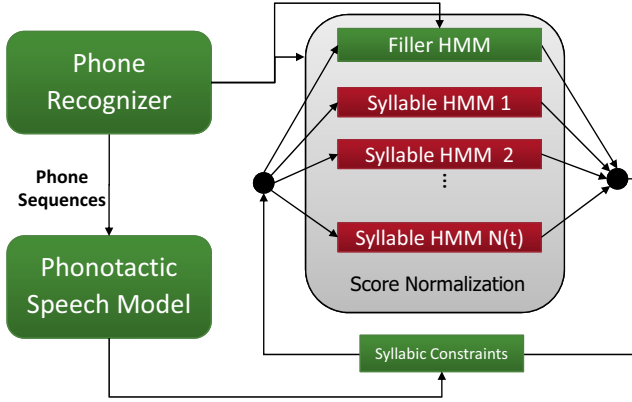 Phone
Recognizer
Phone
Sequences
Phonotactic
Speech Model
Filler HMM
Syllable HMM 1
Syllable HMM 2
...
Syllable HMM N(t)
Score Normalization
Syllabic Constraints